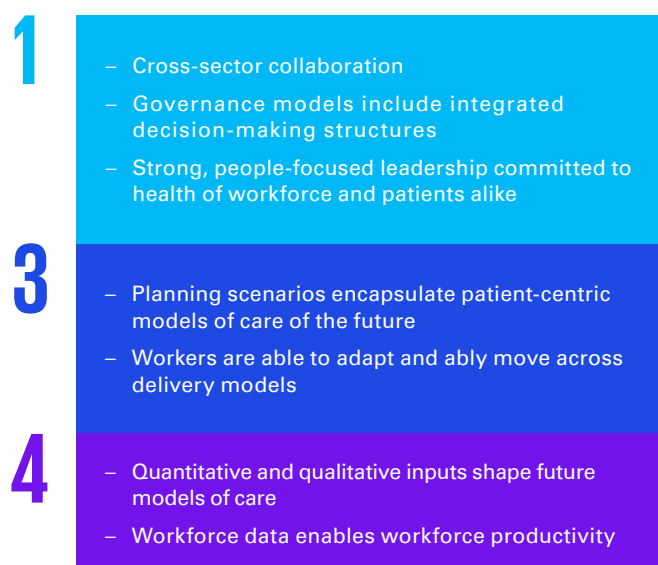 1
– Cross-sector collaboration
– Governance models include integrated
decision-making structures
– Strong, people-focused leadership committed to
health of workforce and patients alike
3
– Planning scenarios encapsulate patient-centric
models of care of the future
– Workers are able to adapt and ably move across
delivery models
4
– Quantitative and qualitative inputs shape future
models of care
– Workforce data enables workforce productivity